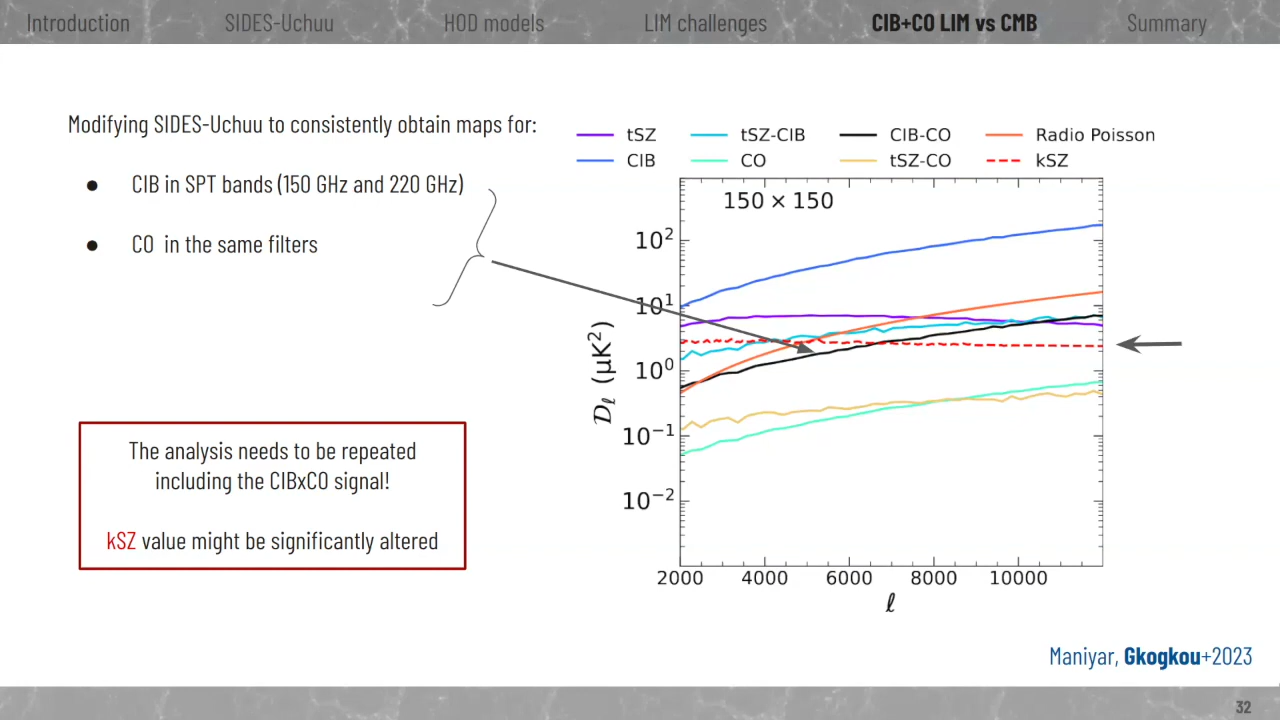 Introduction SIDES-Uchuu HOD models LIM challenges CIB+CO LIM vs CMB Summary
Modifying SIDES-Uchuu to consistently obtain maps for:
● CIB in SPT bands (150 GHz and 220 GHz)
● CO in the same filters
The analysis needs to be repeated
including the CIBxCO signal!
kSZ value might be significantly altered
tSZ tSZ-CIB CIB-CO Radio Poisson
CIB CO tSZ-CO kSZ
150 × 150
10²
10¹
10⁰
10⁻¹
10⁻²
𝒟ℓ (μK²)
2000 4000 6000 8000 10000
ℓ
Maniyar, Gkogkou+2023
32